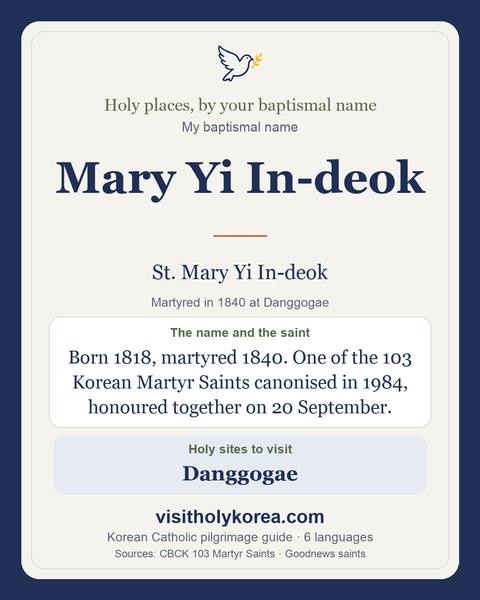 Holy places, by your baptismal name
My baptismal name
Mary Yi In-deok
St. Mary Yi In-deok
Martyred in 1840 at Danggogae
The name and the saint
Born 1818, martyred 1840. One of the 103
Korean Martyr Saints canonised in 1984,
honoured together on 20 September.
Holy sites to visit
Danggogae
visitholykorea.com
Korean Catholic pilgrimage guide · 6 languages
Sources: CBCK 103 Martyr Saints · Goodnews saints